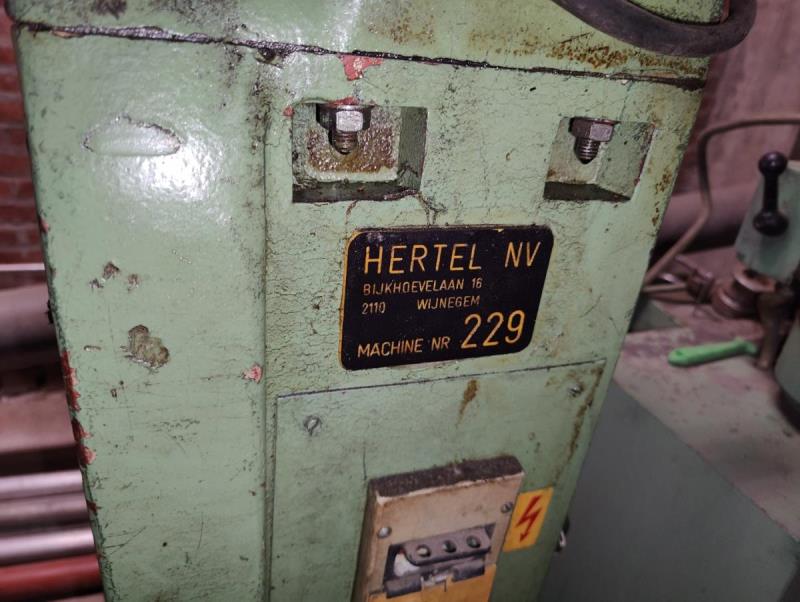 HERTEL NV
BIJKHOEVELAAN 16
2110 WIJNEGEM
MACHINE NR 229